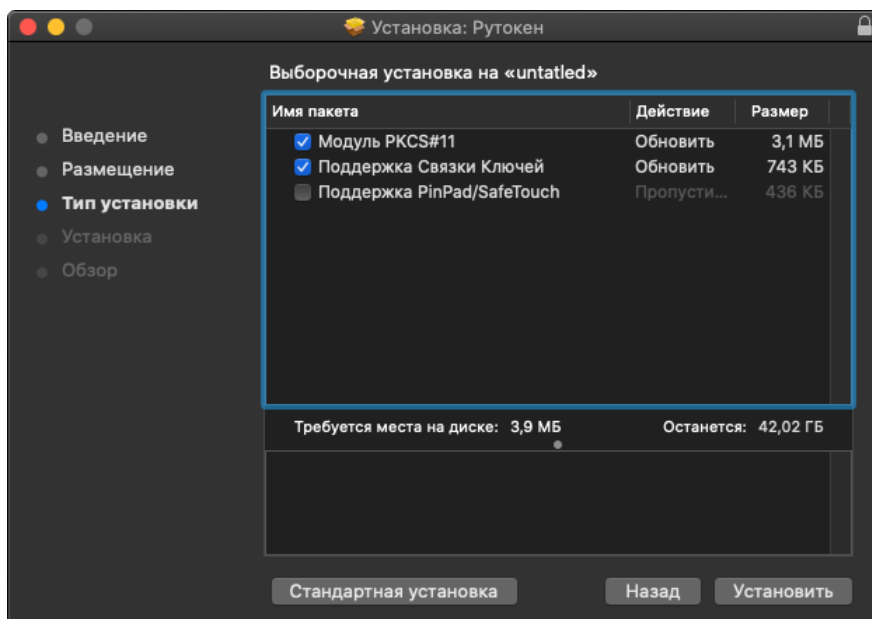 Установка: Рутокен
Выборочная установка на «untatled»
Введение
Размещение
Тип установки
Установка
Обзор
Имя пакета Действие Размер
Модуль PKCS#11 Обновить 3,1 МБ
Поддержка Связки Ключей Обновить 743 КБ
Поддержка PinPad/SafeTouch Пропусти... 436 КБ
Требуется места на диске: 3,9 МБ Останется: 42,02 ГБ
Стандартная установка Назад Установить